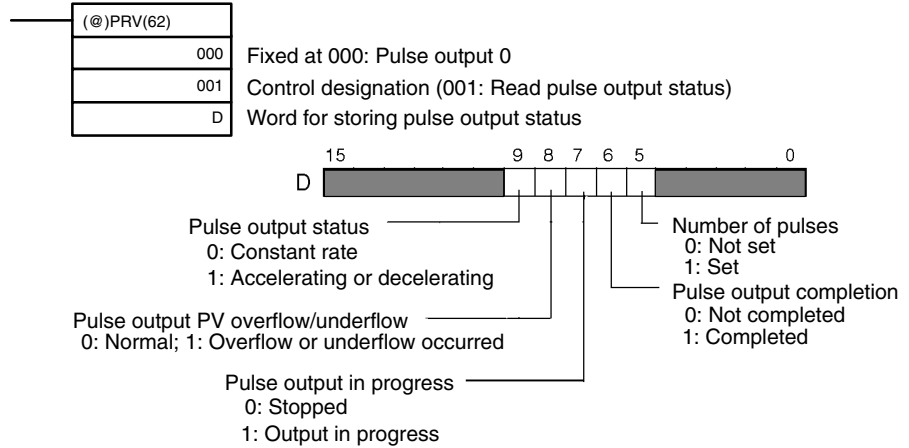 (@)PRV(62)
000 Fixed at 000: Pulse output 0
001 Control designation (001: Read pulse output status)
D Word for storing pulse output status
15 9 8 7 6 5 0
D
Pulse output status
0: Constant rate
1: Accelerating or decelerating
Number of pulses
0: Not set
1: Set
Pulse output completion
0: Not completed
1: Completed
Pulse output PV overflow/underflow
0: Normal; 1: Overflow or underflow occurred
Pulse output in progress
0: Stopped
1: Output in progress